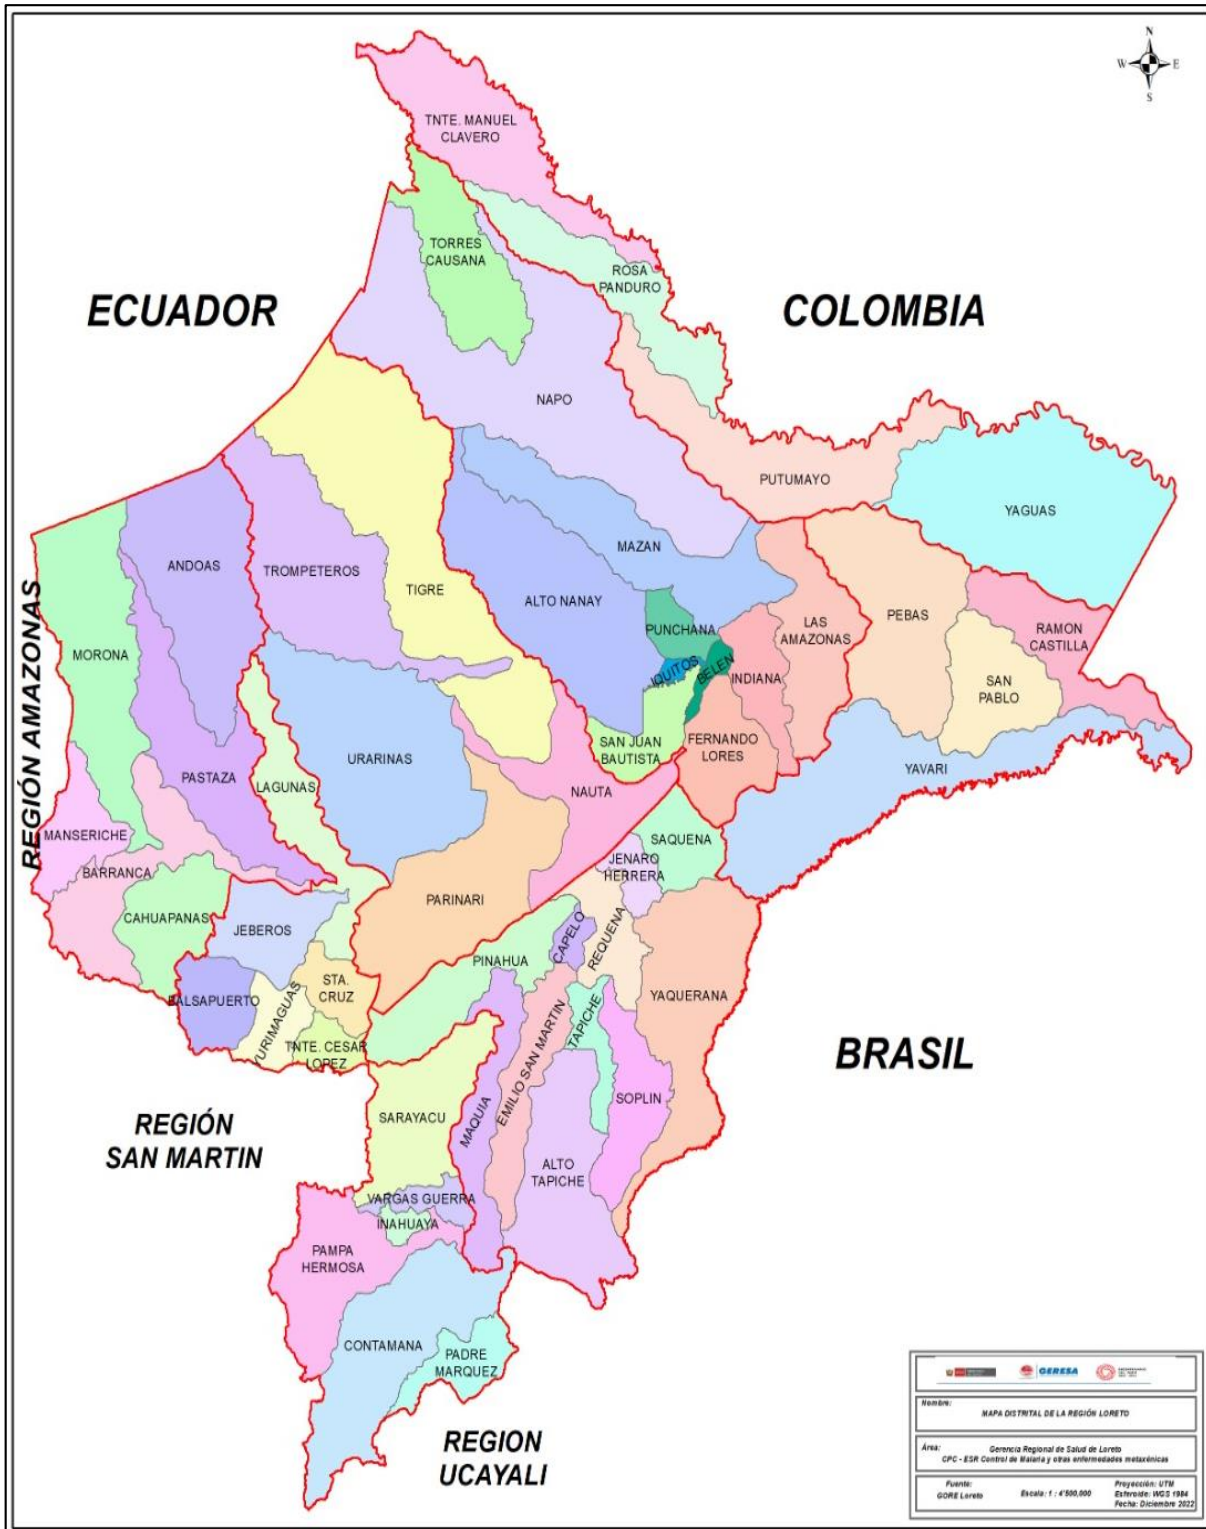 N
W E
S
TNTE. MANUEL
CLAVERO
TORRES
CAUSANA
ROSA
PANDURO
ECUADOR
COLOMBIA
NAPO
PUTUMAYO
YAGUAS
MAZAN
ANDOAS
TROMPETEROS
TIGRE
ALTO NANAY
PUNCHANA
LAS
AMAZONAS
PEBAS
RAMON
CASTILLA
REGIÓN AMAZONAS
MORONA
IQUITOS
BELEN
INDIANA
SAN
PABLO
SAN JUAN
BAUTISTA
FERNANDO
LORES
URARINAS
YAVARI
PASTAZA
LAGUNAS
NAUTA
MANSERICHE
BARRANCA
SAQUENA
JENARO
HERRERA
CAHUAPANAS
PARINARI
JEBEROS
CAPELO
REQUENA
PINAHUA
STA.
CRUZ
BALSAPUERTO
YURIMAGUAS
YAQUERANA
TAPICHE
EMILIO SAN MARTIN
TNTE. CESAR
LOPEZ
BRASIL
SOPLIN
SARAYACU
MAQUIA
REGIÓN
SAN MARTIN
ALTO
TAPICHE
VARGAS GUERRA
INAHUAYA
PAMPA
HERMOSA
CONTAMANA
PADRE
MARQUEZ
REGION
UCAYALI
GERESA
Nombre:
MAPA DISTRITAL DE LA REGIÓN LORETO
Área:
Gerencia Regional de Salud de Loreto
CPC - ESR Control de Malaria y otras enfermedades metaxénicas
Fuente:
GORE Loreto
Escala: 1 : 4'500,000
Proyección: UTM
Esferoide: WGS 1984
Fecha: Diciembre 2022